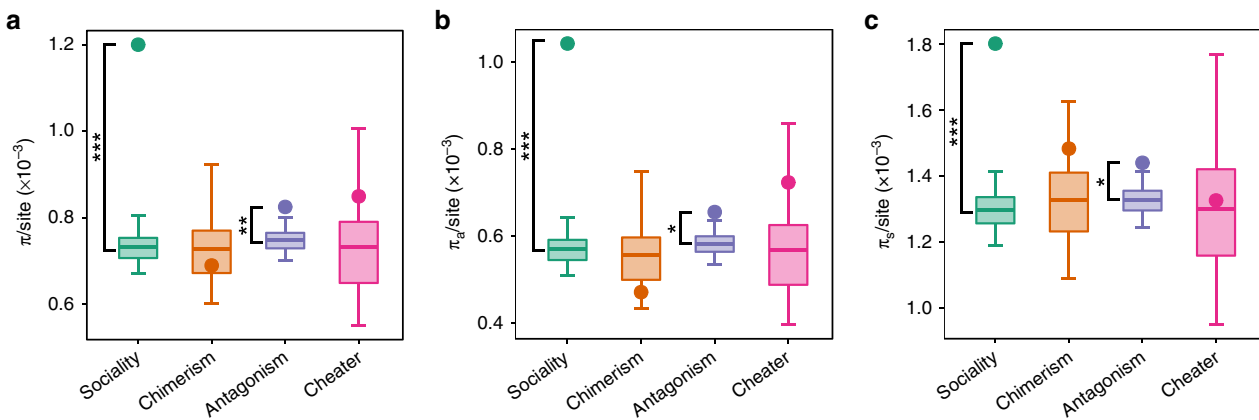 a
π/site (×10⁻³)
1.2
1.0
0.8
0.6
***
**
Sociality
Chimerism
Antagonism
Cheater
b
πₐ/site (×10⁻³)
1.0
0.8
0.6
0.4
***
*
Sociality
Chimerism
Antagonism
Cheater
c
πₛ/site (×10⁻³)
1.8
1.6
1.4
1.2
1.0
***
*
Sociality
Chimerism
Antagonism
Cheater